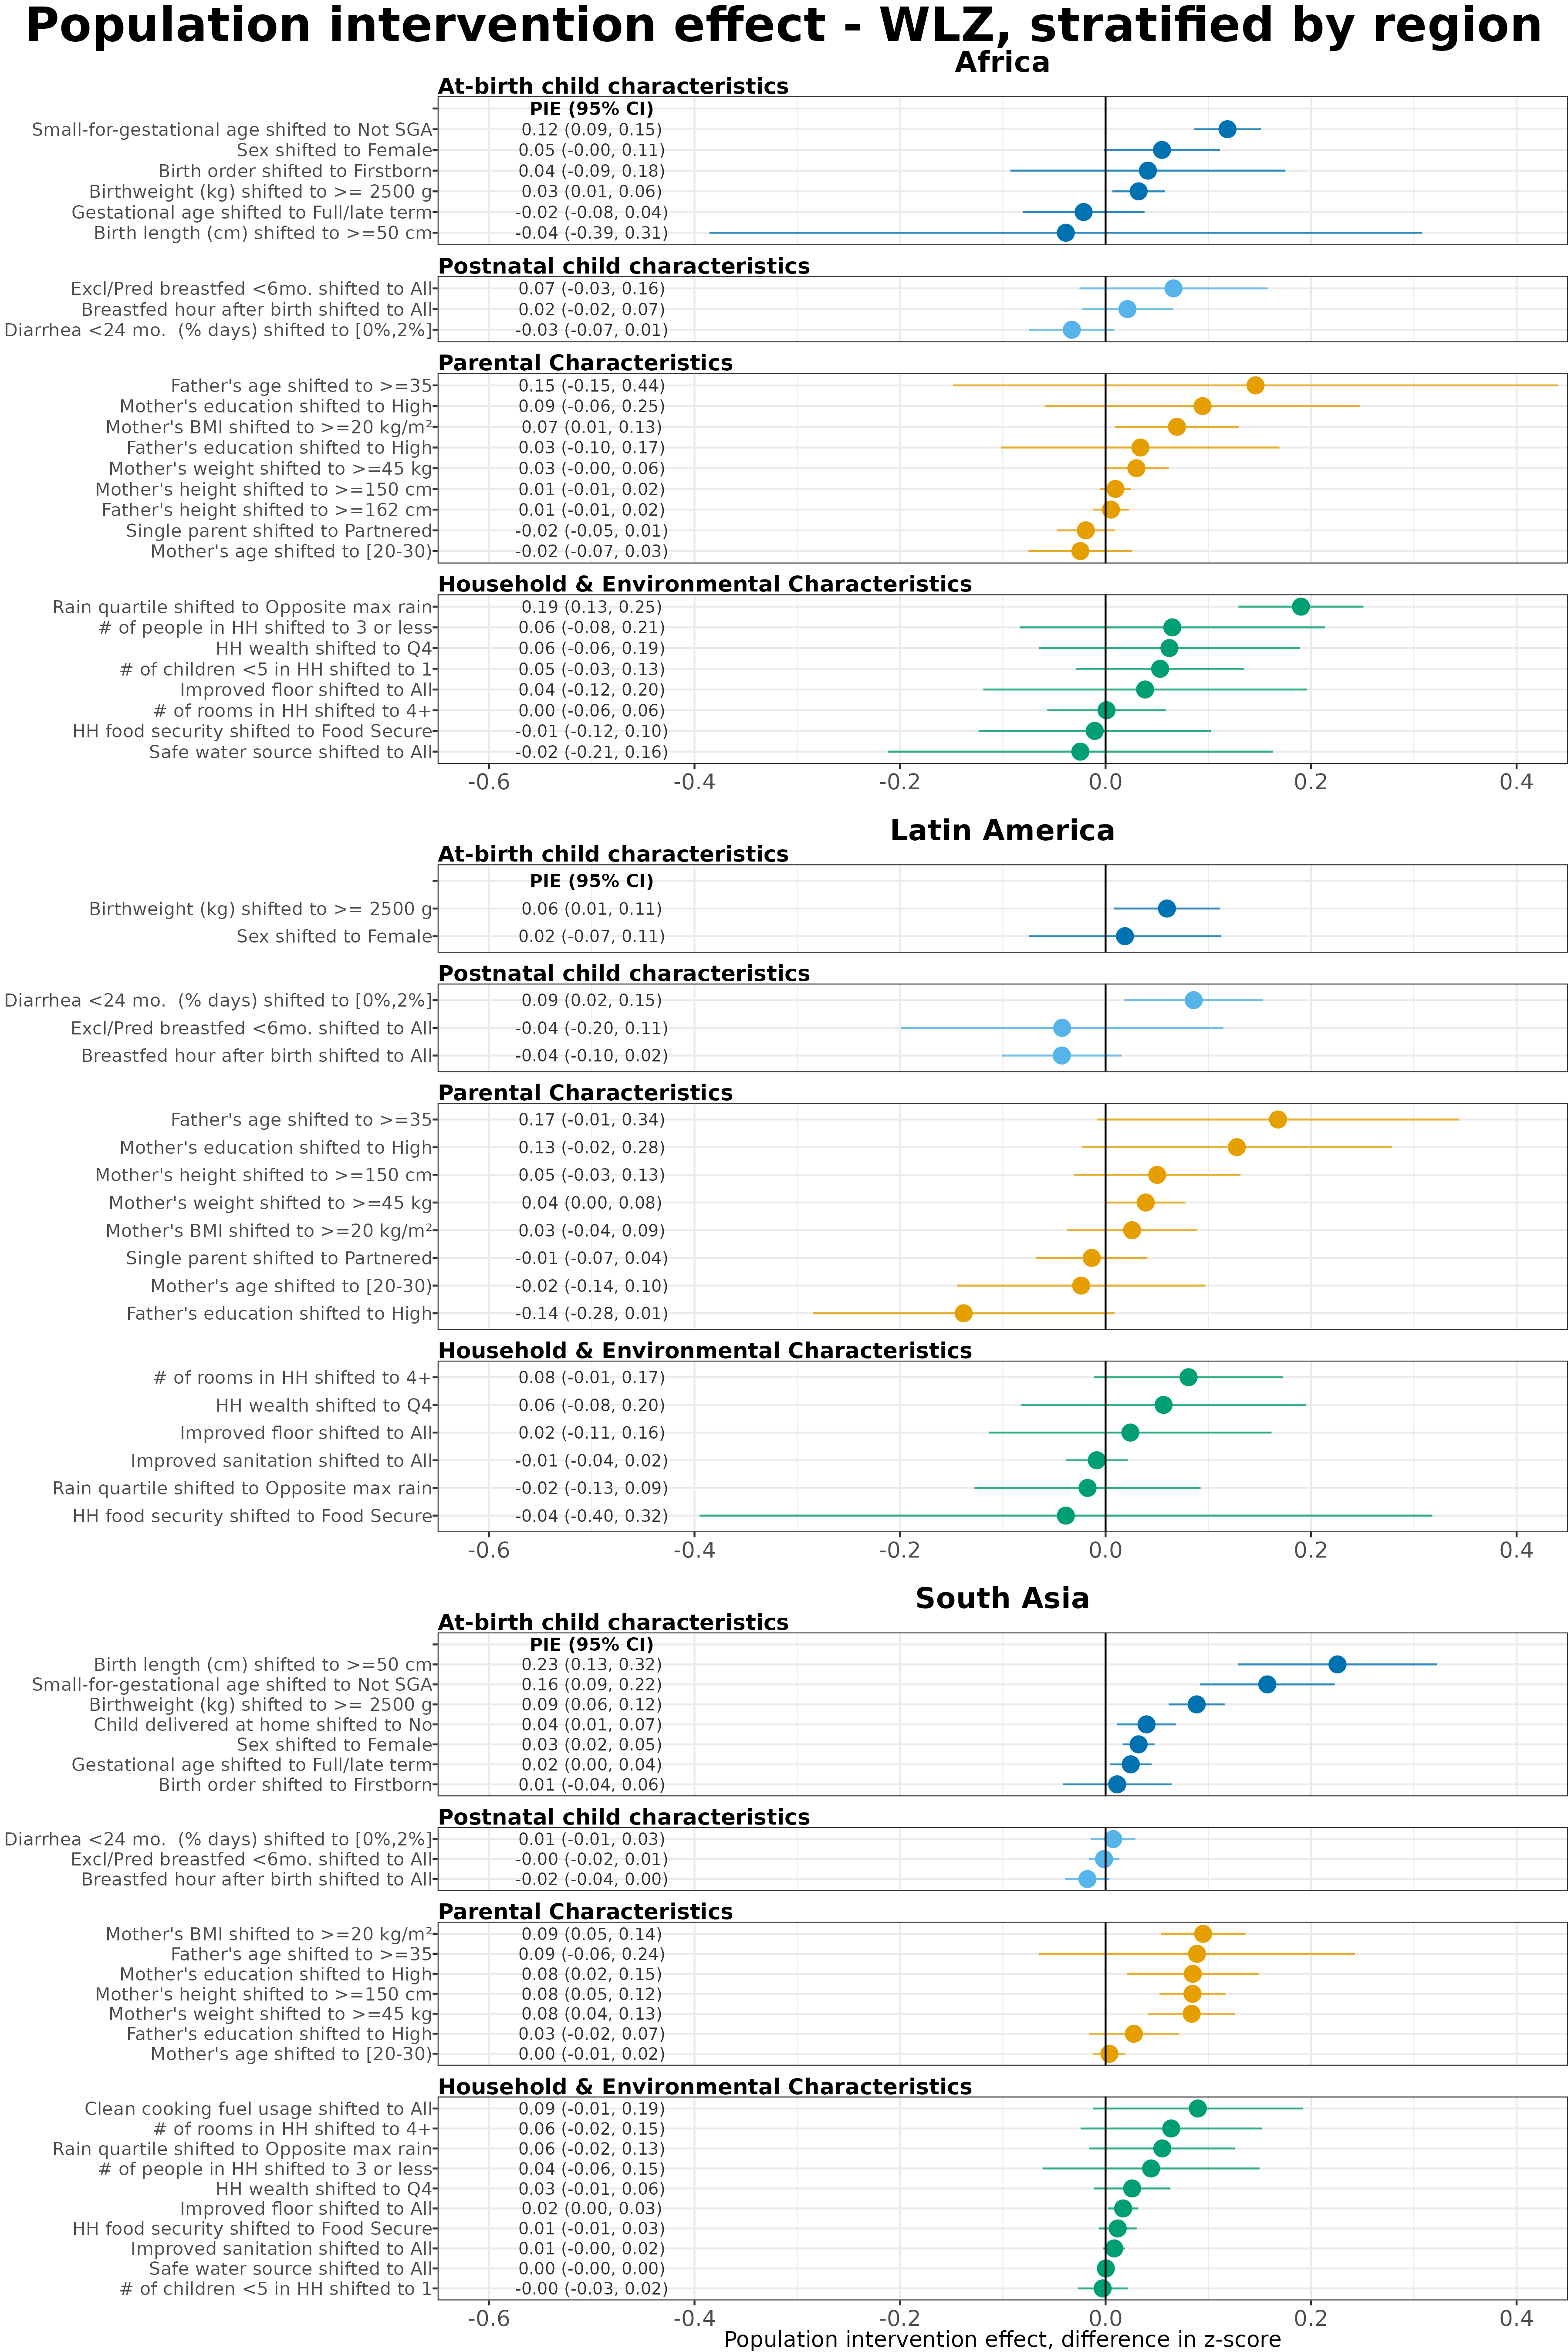 Population intervention effect - WLZ, stratified by region
Africa
At-birth child characteristics
PIE (95% CI)
Small-for-gestational age shifted to Not SGA 0.12 (0.09, 0.15)
Sex shifted to Female 0.05 (-0.00, 0.11)
Birth order shifted to Firstborn 0.04 (-0.09, 0.18)
Birthweight (kg) shifted to >= 2500 g 0.03 (0.01, 0.06)
Gestational age shifted to Full/late term -0.02 (-0.08, 0.04)
Birth length (cm) shifted to >=50 cm -0.04 (-0.39, 0.31)
Postnatal child characteristics
Excl/Pred breastfed <6mo. shifted to All 0.07 (-0.03, 0.16)
Breastfed hour after birth shifted to All 0.02 (-0.02, 0.07)
Diarrhea <24 mo. (% days) shifted to [0%,2%] -0.03 (-0.07, 0.01)
Parental Characteristics
Father's age shifted to >=35 0.15 (-0.15, 0.44)
Mother's education shifted to High 0.09 (-0.06, 0.25)
Mother's BMI shifted to >=20 kg/m² 0.07 (0.01, 0.13)
Father's education shifted to High 0.03 (-0.10, 0.17)
Mother's weight shifted to >=45 kg 0.03 (-0.00, 0.06)
Mother's height shifted to >=150 cm 0.01 (-0.01, 0.02)
Father's height shifted to >=162 cm 0.01 (-0.01, 0.02)
Single parent shifted to Partnered -0.02 (-0.05, 0.01)
Mother's age shifted to [20-30) -0.02 (-0.07, 0.03)
Household & Environmental Characteristics
Rain quartile shifted to Opposite max rain 0.19 (0.13, 0.25)
# of people in HH shifted to 3 or less 0.06 (-0.08, 0.21)
HH wealth shifted to Q4 0.06 (-0.06, 0.19)
# of children <5 in HH shifted to 1 0.05 (-0.03, 0.13)
Improved floor shifted to All 0.04 (-0.12, 0.20)
# of rooms in HH shifted to 4+ 0.00 (-0.06, 0.06)
HH food security shifted to Food Secure -0.01 (-0.12, 0.10)
Safe water source shifted to All -0.02 (-0.21, 0.16)
-0.6 -0.4 -0.2 0.0 0.2 0.4
Latin America
At-birth child characteristics
PIE (95% CI)
Birthweight (kg) shifted to >= 2500 g 0.06 (0.01, 0.11)
Sex shifted to Female 0.02 (-0.07, 0.11)
Postnatal child characteristics
Diarrhea <24 mo. (% days) shifted to [0%,2%] 0.09 (0.02, 0.15)
Excl/Pred breastfed <6mo. shifted to All -0.04 (-0.20, 0.11)
Breastfed hour after birth shifted to All -0.04 (-0.10, 0.02)
Parental Characteristics
Father's age shifted to >=35 0.17 (-0.01, 0.34)
Mother's education shifted to High 0.13 (-0.02, 0.28)
Mother's height shifted to >=150 cm 0.05 (-0.03, 0.13)
Mother's weight shifted to >=45 kg 0.04 (0.00, 0.08)
Mother's BMI shifted to >=20 kg/m² 0.03 (-0.04, 0.09)
Single parent shifted to Partnered -0.01 (-0.07, 0.04)
Mother's age shifted to [20-30) -0.02 (-0.14, 0.10)
Father's education shifted to High -0.14 (-0.28, 0.01)
Household & Environmental Characteristics
# of rooms in HH shifted to 4+ 0.08 (-0.01, 0.17)
HH wealth shifted to Q4 0.06 (-0.08, 0.20)
Improved floor shifted to All 0.02 (-0.11, 0.16)
Improved sanitation shifted to All -0.01 (-0.04, 0.02)
Rain quartile shifted to Opposite max rain -0.02 (-0.13, 0.09)
HH food security shifted to Food Secure -0.04 (-0.40, 0.32)
-0.6 -0.4 -0.2 0.0 0.2 0.4
South Asia
At-birth child characteristics
PIE (95% CI)
Birth length (cm) shifted to >=50 cm 0.23 (0.13, 0.32)
Small-for-gestational age shifted to Not SGA 0.16 (0.09, 0.22)
Birthweight (kg) shifted to >= 2500 g 0.09 (0.06, 0.12)
Child delivered at home shifted to No 0.04 (0.01, 0.07)
Sex shifted to Female 0.03 (0.02, 0.05)
Gestational age shifted to Full/late term 0.02 (0.00, 0.04)
Birth order shifted to Firstborn 0.01 (-0.04, 0.06)
Postnatal child characteristics
Diarrhea <24 mo. (% days) shifted to [0%,2%] 0.01 (-0.01, 0.03)
Excl/Pred breastfed <6mo. shifted to All -0.00 (-0.02, 0.01)
Breastfed hour after birth shifted to All -0.02 (-0.04, 0.00)
Parental Characteristics
Mother's BMI shifted to >=20 kg/m² 0.09 (0.05, 0.14)
Father's age shifted to >=35 0.09 (-0.06, 0.24)
Mother's education shifted to High 0.08 (0.02, 0.15)
Mother's height shifted to >=150 cm 0.08 (0.05, 0.12)
Mother's weight shifted to >=45 kg 0.08 (0.04, 0.13)
Father's education shifted to High 0.03 (-0.02, 0.07)
Mother's age shifted to [20-30) 0.00 (-0.01, 0.02)
Household & Environmental Characteristics
Clean cooking fuel usage shifted to All 0.09 (-0.01, 0.19)
# of rooms in HH shifted to 4+ 0.06 (-0.02, 0.15)
Rain quartile shifted to Opposite max rain 0.06 (-0.02, 0.13)
# of people in HH shifted to 3 or less 0.04 (-0.06, 0.15)
HH wealth shifted to Q4 0.03 (-0.01, 0.06)
Improved floor shifted to All 0.02 (0.00, 0.03)
HH food security shifted to Food Secure 0.01 (-0.01, 0.03)
Improved sanitation shifted to All 0.01 (-0.00, 0.02)
Safe water source shifted to All 0.00 (-0.00, 0.00)
# of children <5 in HH shifted to 1 -0.00 (-0.03, 0.02)
-0.6 -0.4 -0.2 0.0 0.2 0.4
Population intervention effect, difference in z-score